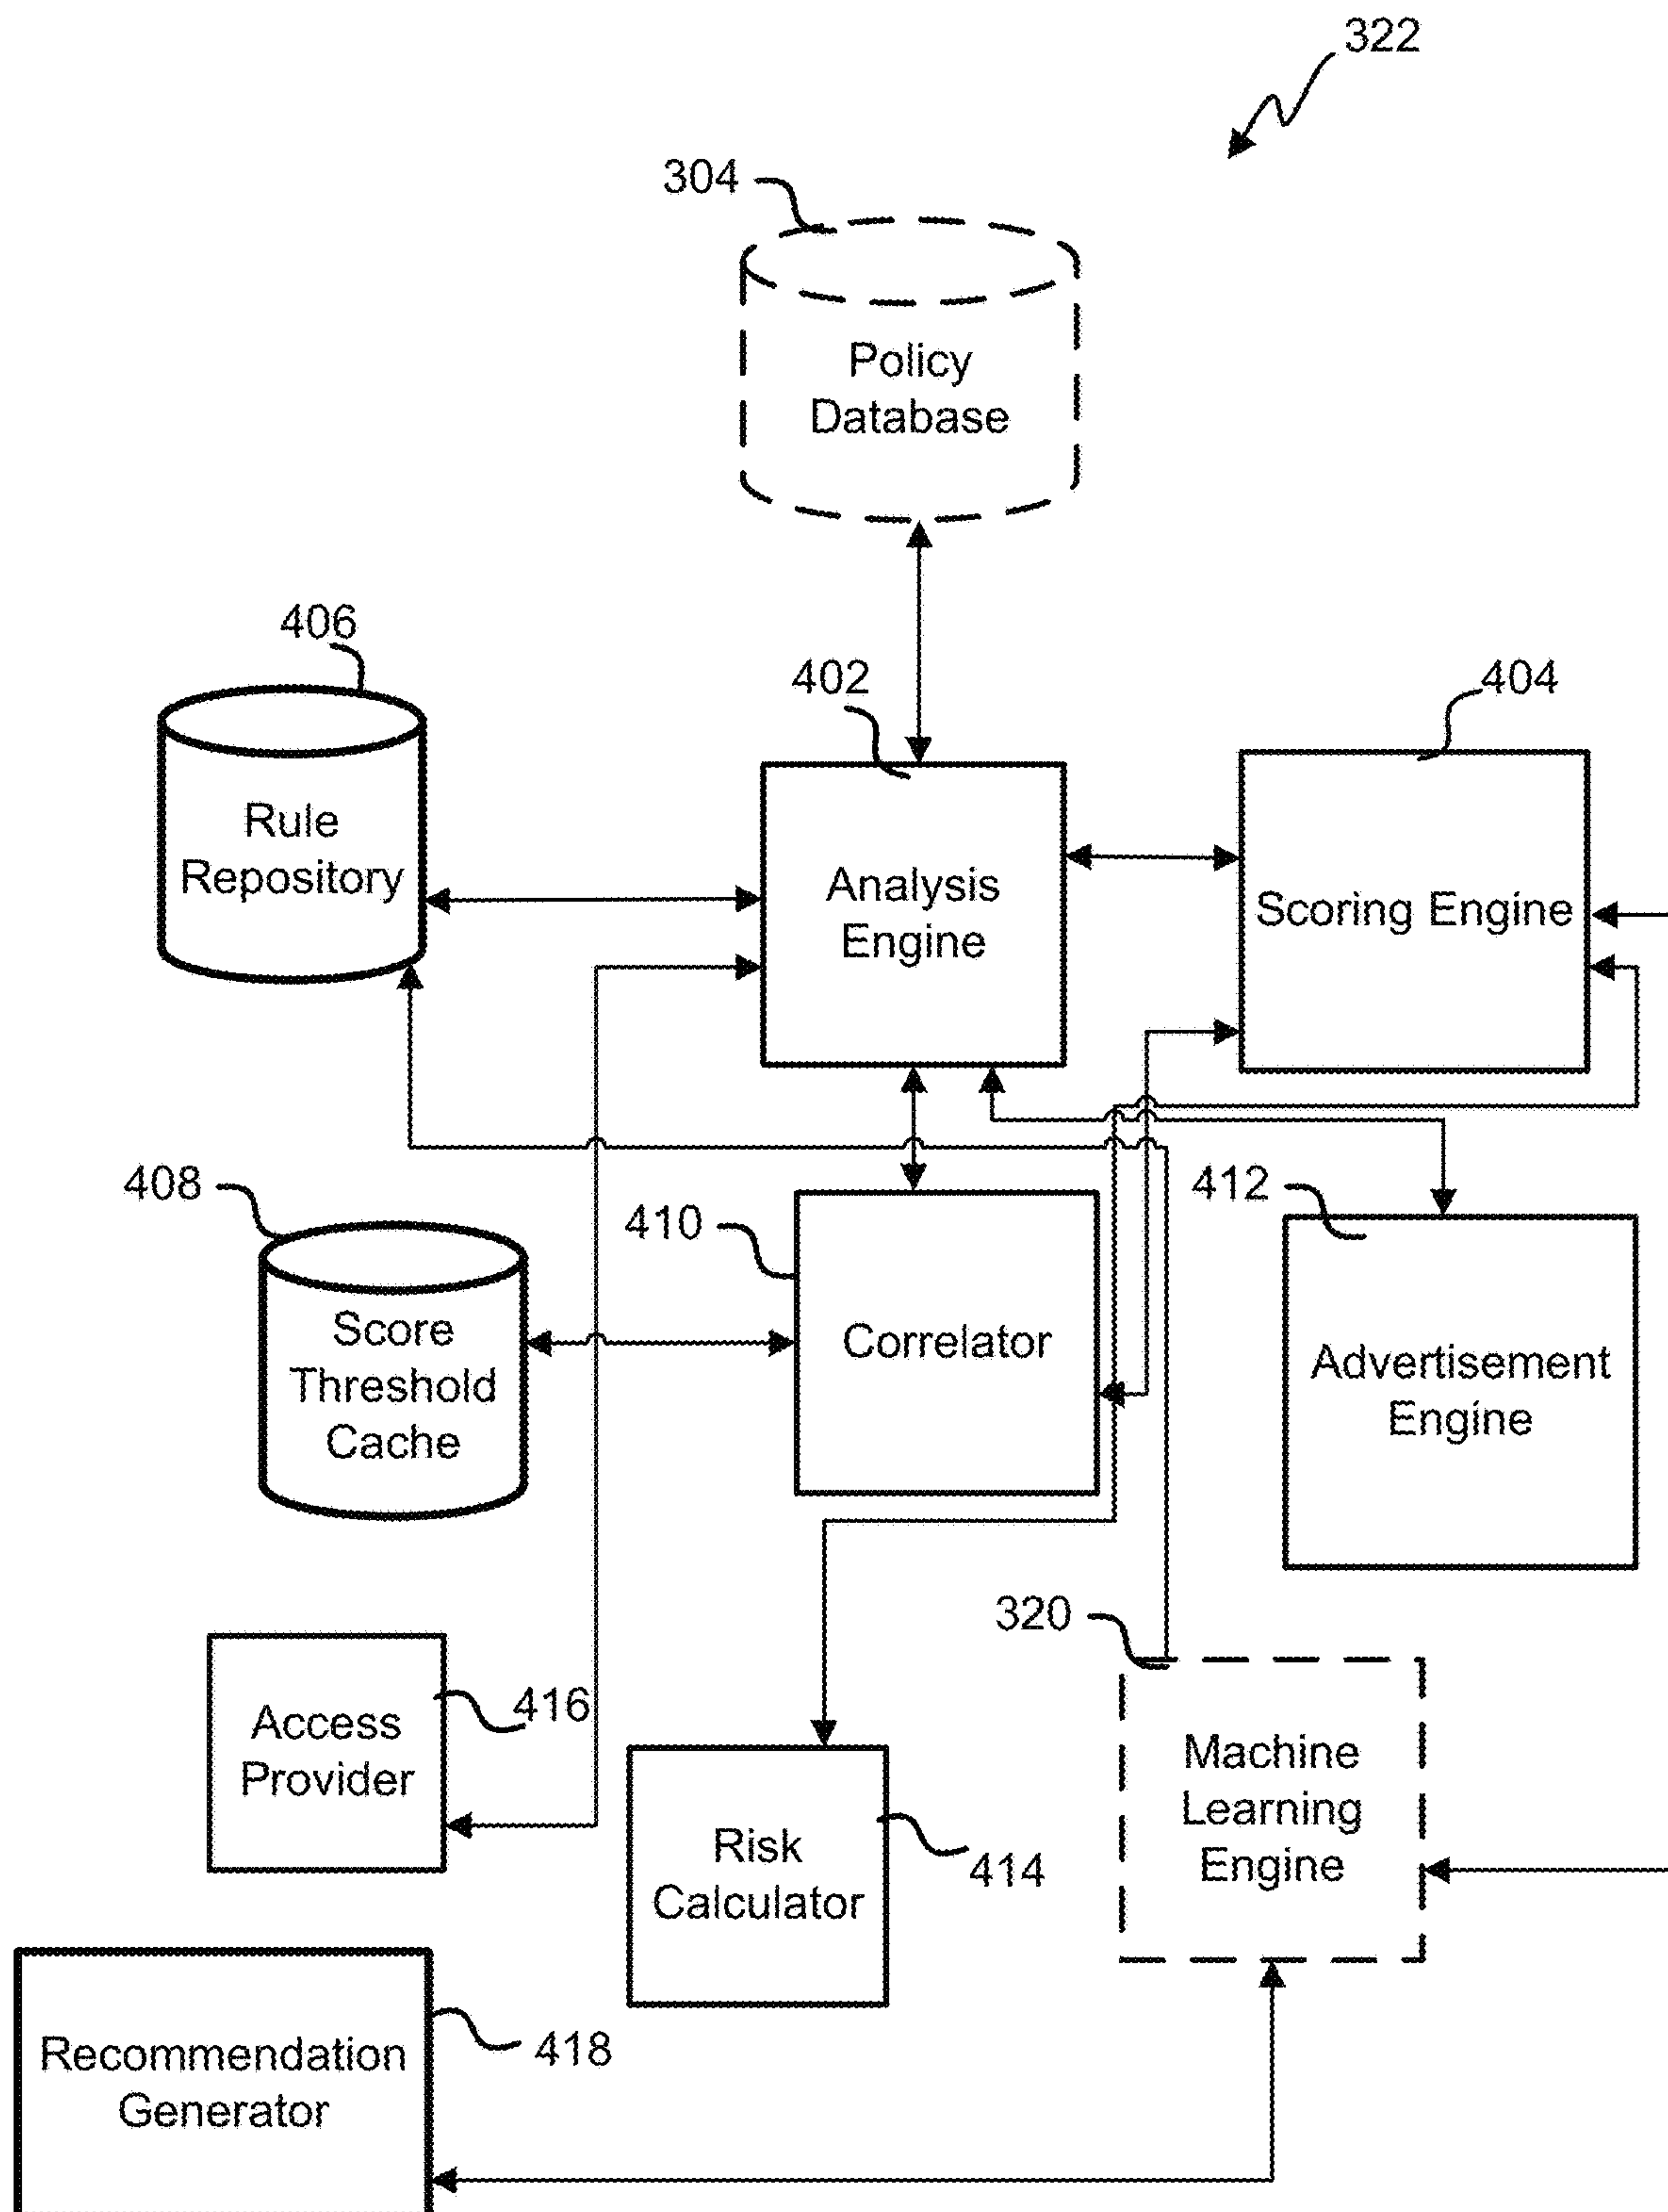 322
304
Policy
Database
406
402
404
Rule
Repository
Analysis
Engine
Scoring Engine
408
410
412
Score
Threshold
Cache
Correlator
Advertisement
Engine
320
416
Access
Provider
Machine
Learning
Engine
Risk
Calculator
414
418
Recommendation
Generator